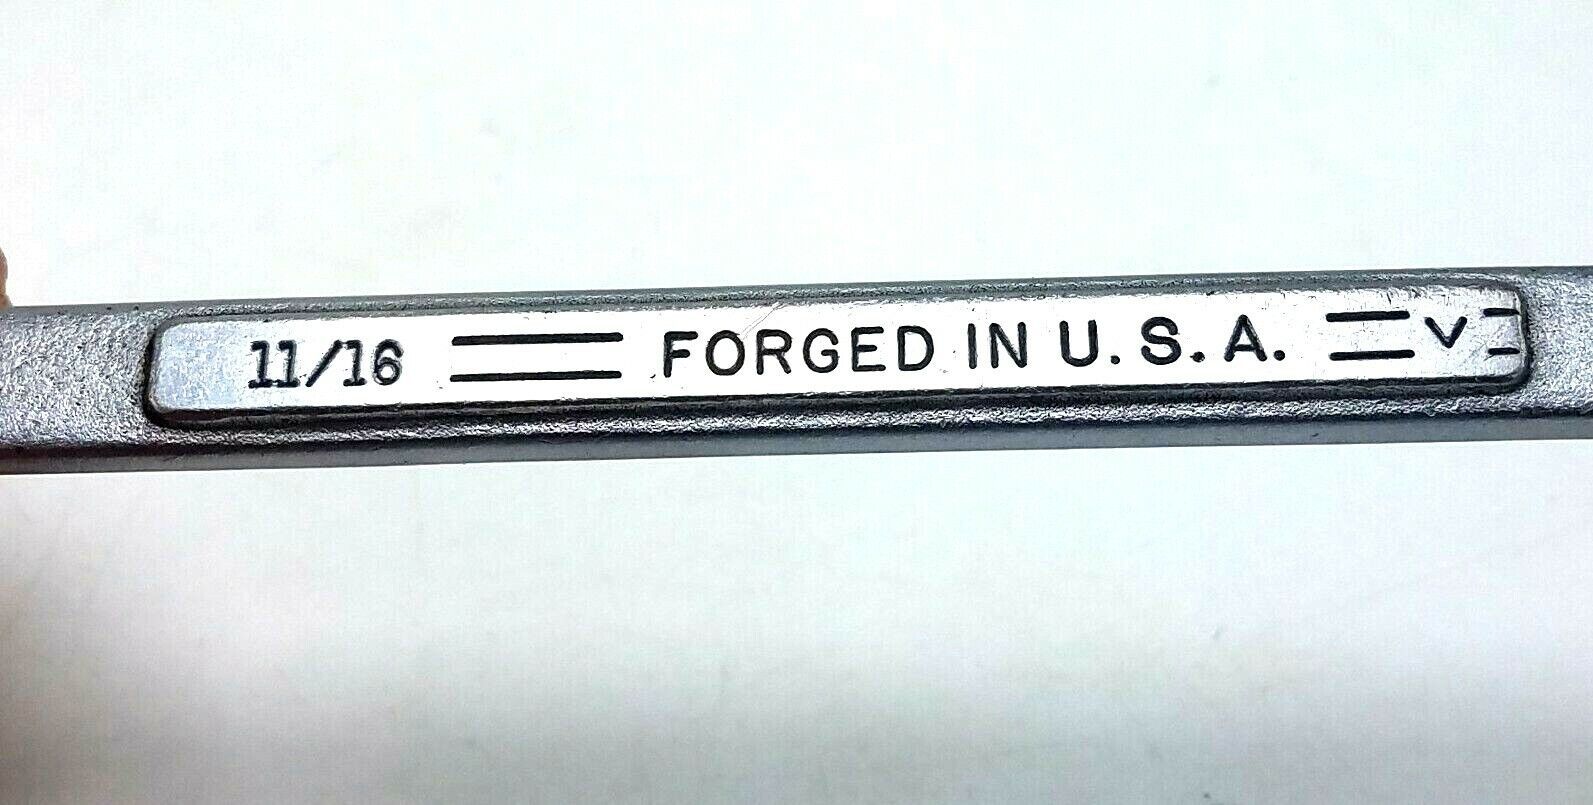 11/16 = FORGED IN U. S. A. = V =